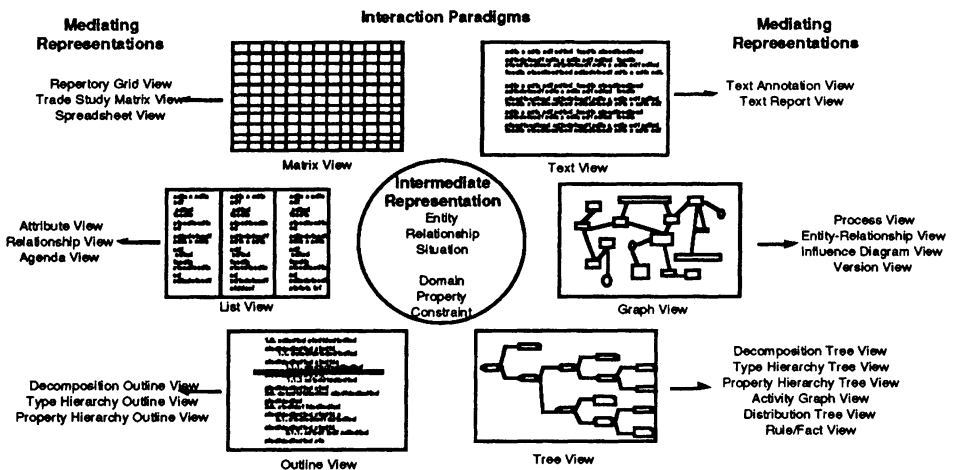 Interaction Paradigms
Mediating
Representations
Mediating
Representations
Repertory Grid View
Trade Study Matrix View
Spreadsheet View
Matrix View
Text View
Text Annotation View
Text Report View
Attribute View
Relationship View
Agenda View
List View
Intermediate
Representation
Entity
Relationship
Situation
Domain
Property
Constraint
Graph View
Process View
Entity-Relationship View
Influence Diagram View
Version View
Decomposition Outline View
Type Hierarchy Outline View
Property Hierarchy Outline View
Outline View
Tree View
Decomposition Tree View
Type Hierarchy Tree View
Property Hierarchy Tree View
Activity Graph View
Distribution Tree View
Rule/Fact View